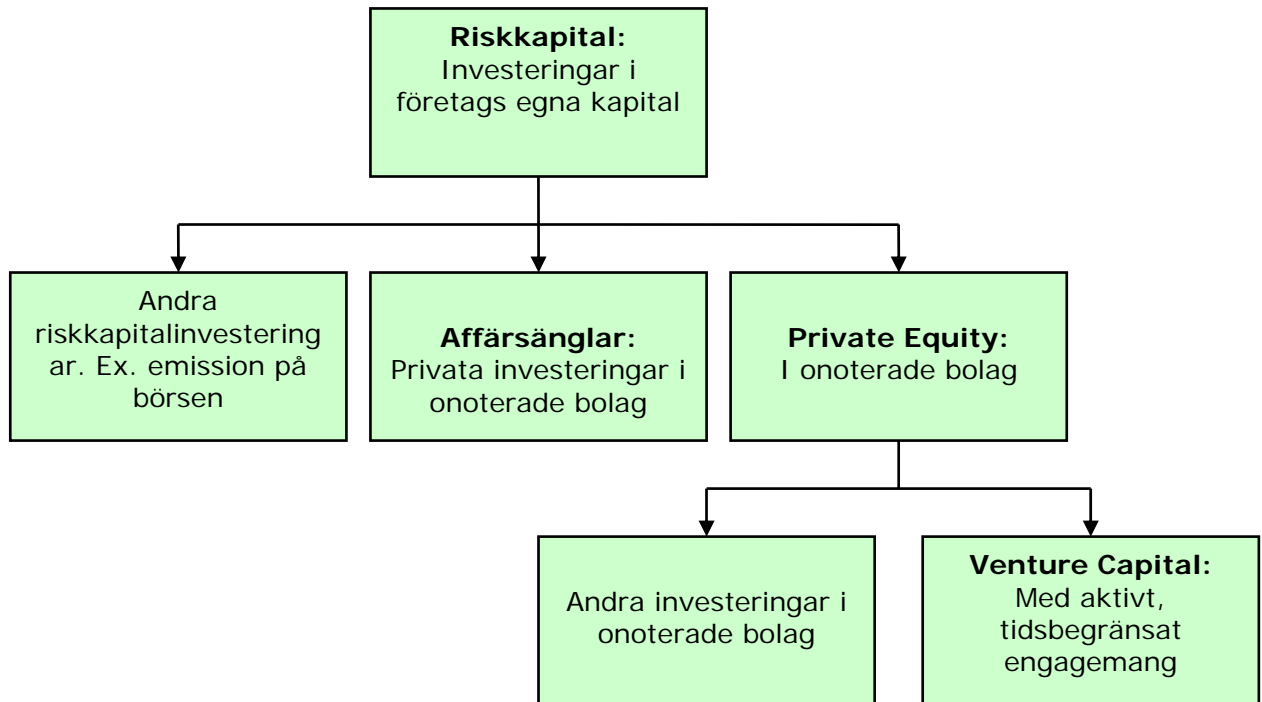 Riskkapital:
Investeringar i
företags egna kapital
Andra
riskkapitalinvestering
ar. Ex. emission på
börsen
Affärsänglar:
Privata investeringar i
onoterade bolag
Private Equity:
I onoterade bolag
Andra investeringar i
onoterade bolag
Venture Capital:
Med aktivt,
tidsbegränsat
engagemang